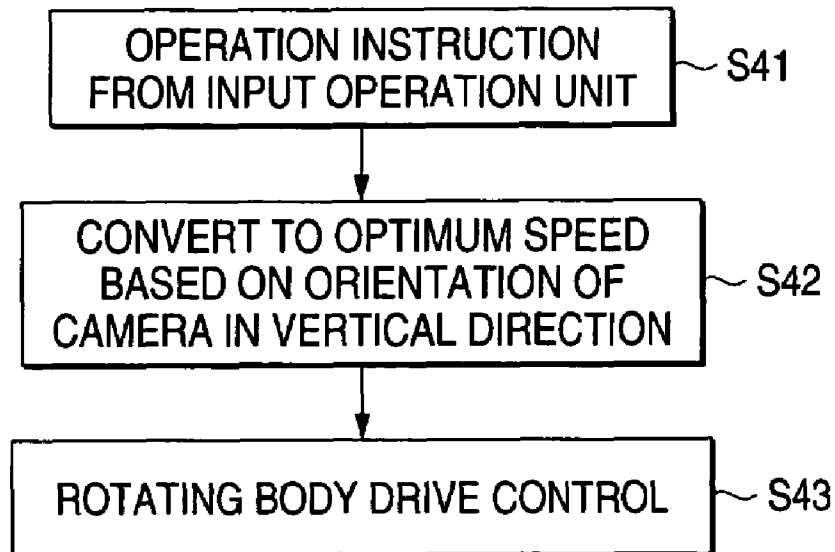 OPERATION INSTRUCTION
FROM INPUT OPERATION UNIT
S41
CONVERT TO OPTIMUM SPEED
BASED ON ORIENTATION OF
CAMERA IN VERTICAL DIRECTION
S42
ROTATING BODY DRIVE CONTROL
S43